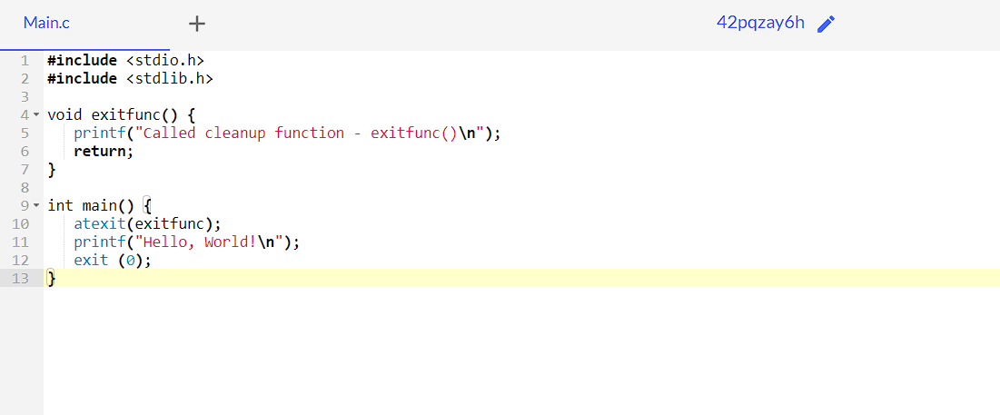 Main.c + 42pqzay6h
1 #include <stdio.h>
2 #include <stdlib.h>
3
4 void exitfunc() {
5 printf("Called cleanup function - exitfunc()\n");
6 return;
7 }
8
9 int main() {
10 atexit(exitfunc);
11 printf("Hello, World!\n");
12 exit (0);
13 }